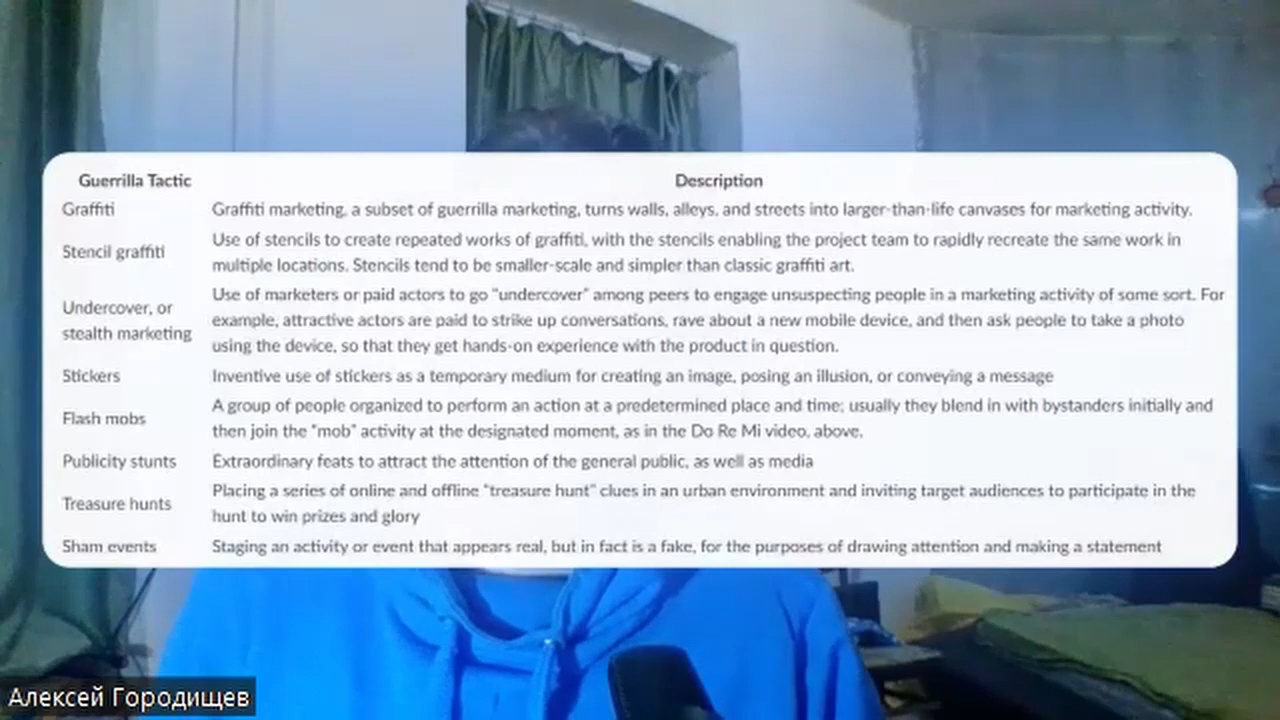 Guerrilla Tactic Description
Graffiti Graffiti marketing, a subset of guerrilla marketing, turns walls, alleys, and streets into larger-than-life canvases for marketing activity.
Stencil graffiti
Use of stencils to create repeated works of graffiti, with the stencils enabling the project team to rapidly recreate the same work in
multiple locations. Stencils tend to be smaller-scale and simpler than classic graffiti art.
Undercover, or
stealth marketing
Use of marketers or paid actors to go “undercover” among peers to engage unsuspecting people in a marketing activity of some sort. For
example, attractive actors are paid to strike up conversations, rave about a new mobile device, and then ask people to take a photo
using the device, so that they get hands-on experience with the product in question.
Stickers Inventive use of stickers as a temporary medium for creating an image, posing an illusion, or conveying a message
Flash mobs
A group of people organized to perform an action at a predetermined place and time; usually they blend in with bystanders initially and
then join the “mob” activity at the designated moment, as in the Do Re Mi video, above.
Publicity stunts Extraordinary feats to attract the attention of the general public, as well as media
Treasure hunts
Placing a series of online and offline “treasure hunt” clues in an urban environment and inviting target audiences to participate in the
hunt to win prizes and glory
Sham events Staging an activity or event that appears real, but in fact is a fake, for the purposes of drawing attention and making a statement
Алексей Городищев